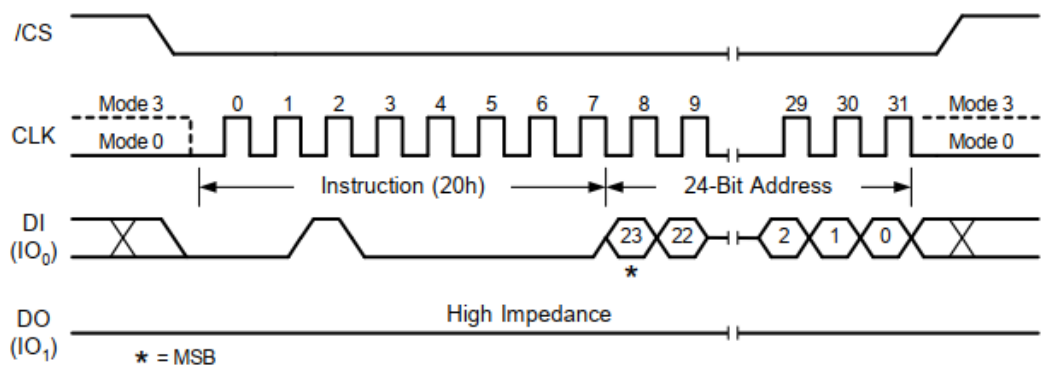 /CS
Mode 3 0 1 2 3 4 5 6 7 8 9 29 30 31 Mode 3
CLK
Mode 0 Mode 0
Instruction (20h) 24-Bit Address
DI
(IO0)
23 22 2 1 0
*
High Impedance
DO
(IO1)
* = MSB